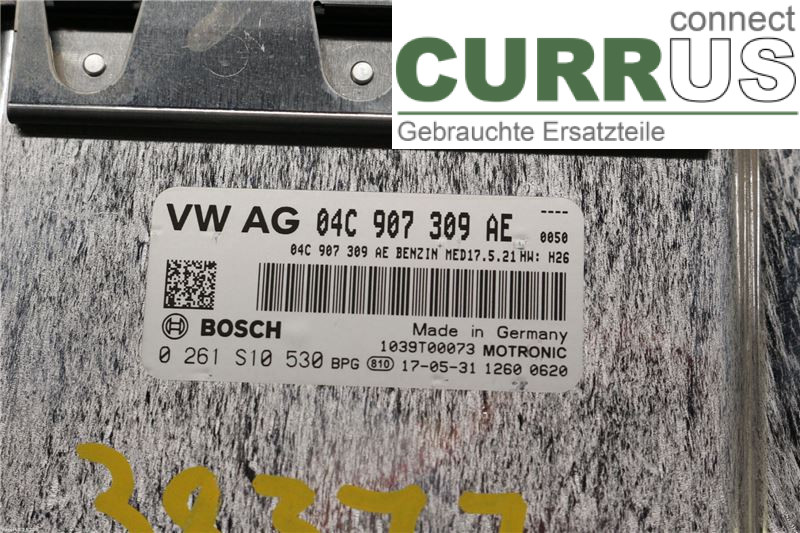 connect
CURRUS
Gebrauchte Ersatzteile
VW AG 04C 907 309 AE ----
0050
04C 907 309 AE BENZIN MED17.5.21 HW: H26
BOSCH
Made in Germany
1039T00073 MOTRONIC
0 261 S10 530 BPG 810 17-05-31 1260 0620
38377